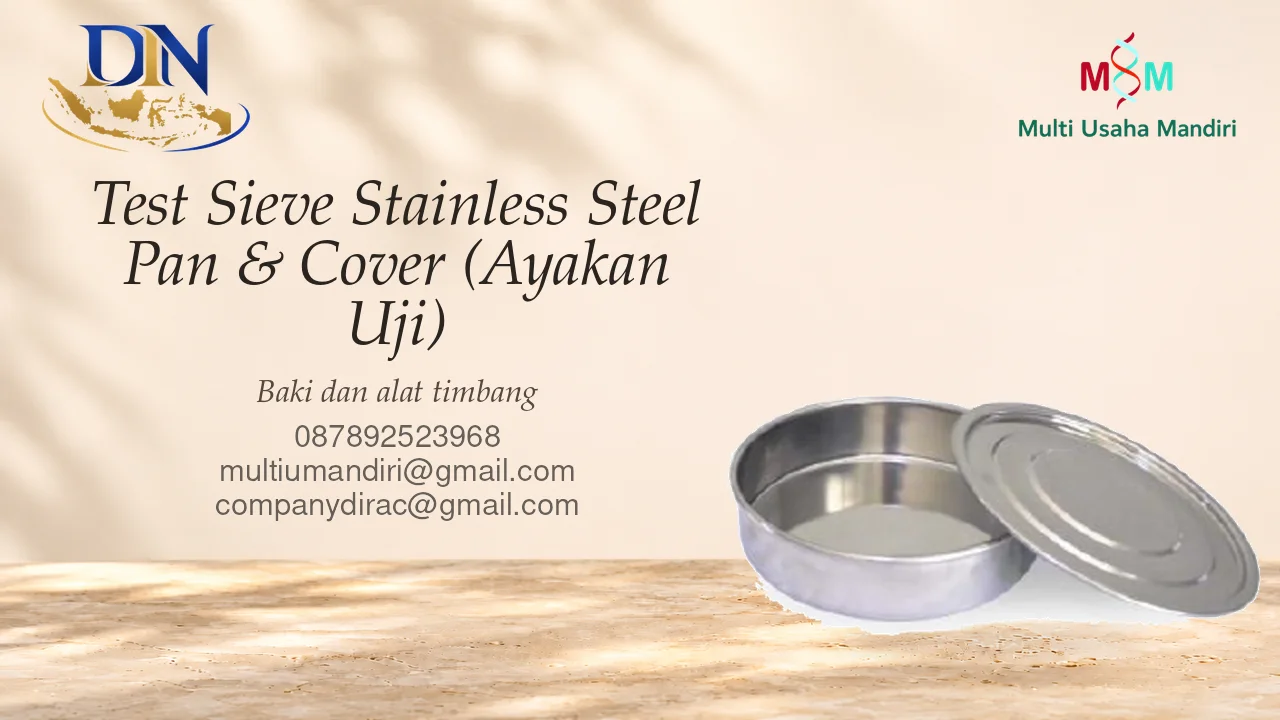 DIN
M M
Multi Usaha Mandiri
Test Sieve Stainless Steel
Pan & Cover (Ayakan
Uji)
Baki dan alat timbang
087892523968
multiumandiri@gmail.com
companydirac@gmail.com